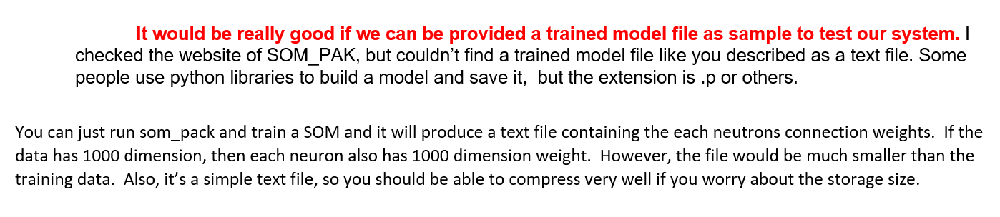 It would be really good if we can be provided a trained model file as sample to test our system. I
checked the website of SOM_PAK, but couldn’t find a trained model file like you described as a text file. Some
people use python libraries to build a model and save it,  but the extension is .p or others.
You can just run som_pack and train a SOM and it will produce a text file containing the each neutrons connection weights.  If the
data has 1000 dimension, then each neuron also has 1000 dimension weight.  However, the file would be much smaller than the
training data.  Also, it’s a simple text file, so you should be able to compress very well if you worry about the storage size.